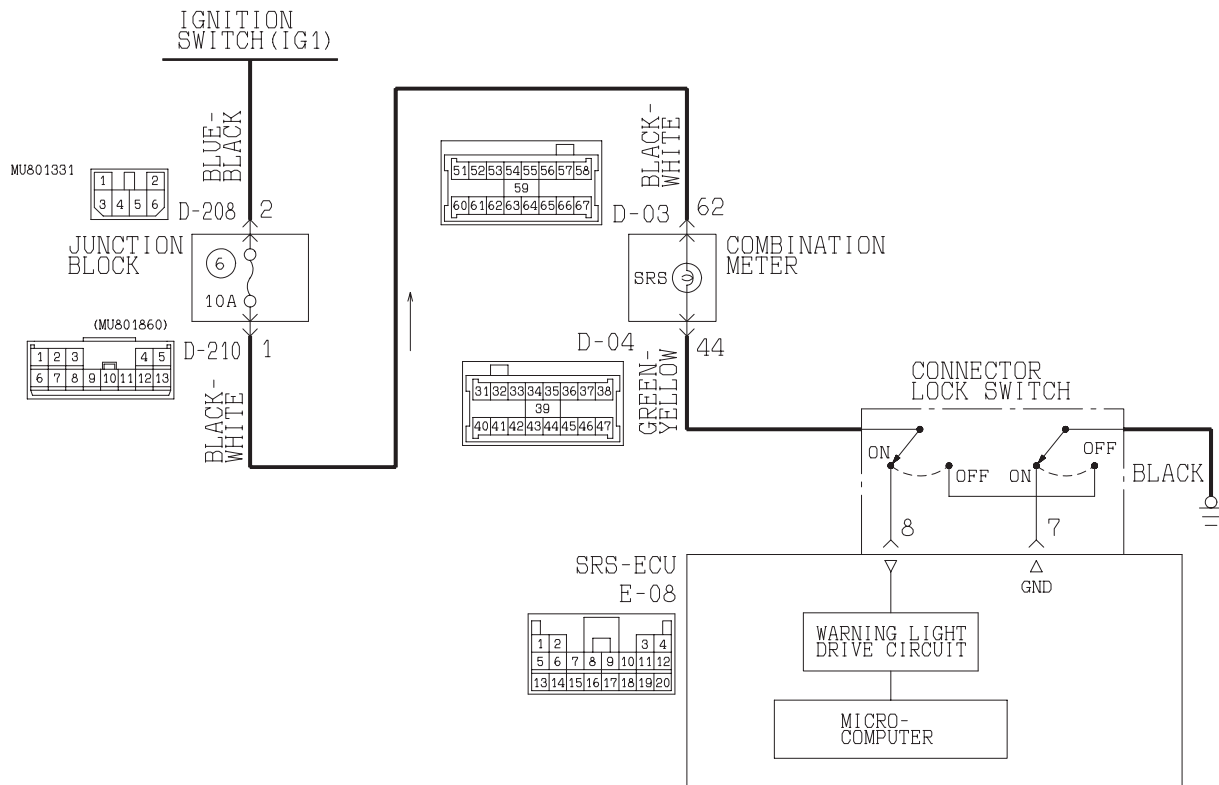 IGNITION
SWITCH(IG1)
BLUE-
BLACK
MU801331
1 2
3 4 5 6
D-208 2
JUNCTION
BLOCK
6
10A
(MU801860)
D-210 1
1 2 3 4 5
6 7 8 9 10 11 12 13
BLACK-
WHITE
BLACK-
WHITE
51 52 53 54 55 56 57 58
59
60 61 62 63 64 65 66 67
D-03 62
COMBINATION
METER
SRS
D-04 44
31 32 33 34 35 36 37 38
39
40 41 42 43 44 45 46 47
GREEN-
YELLOW
CONNECTOR
LOCK SWITCH
ON
OFF
ON
OFF
BLACK
8
7
SRS-ECU
E-08
GND
1 2 3 4
5 6 7 8 9 10 11 12
13 14 15 16 17 18 19 20
WARNING LIGHT
DRIVE CIRCUIT
MICRO-
COMPUTER